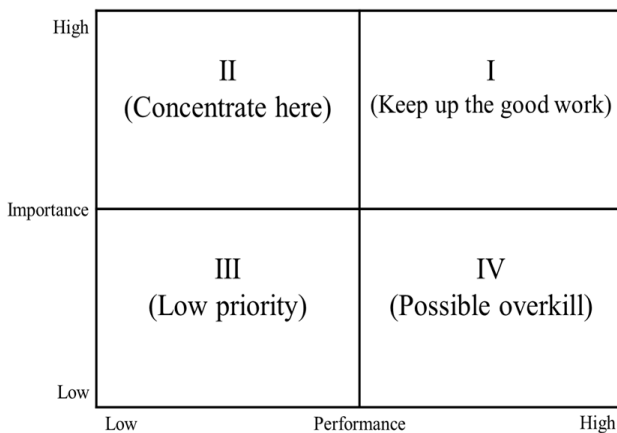 High
II
(Concentrate here)
I
(Keep up the good work)
Importance
III
(Low priority)
IV
(Possible overkill)
Low
Low
Performance
High